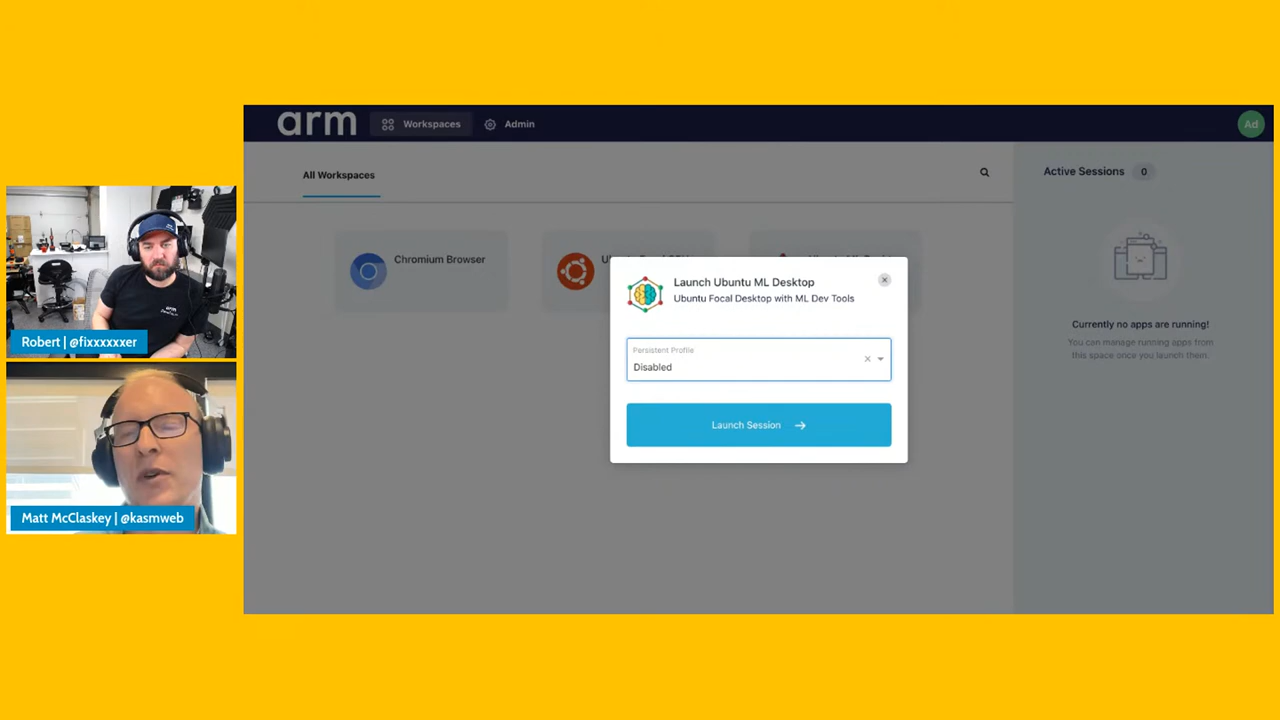 arm
Workspaces
Admin
Ad
All Workspaces
Active Sessions
0
Chromium Browser
Launch Ubuntu ML Desktop
Ubuntu Focal Desktop with ML Dev Tools
Persistent Profile
Disabled
Launch Session
Currently no apps are running!
You can manage running apps from
this space once you launch them.
Robert | @fixxxxxxer
arm
Matt McClaskey | @kasmweb